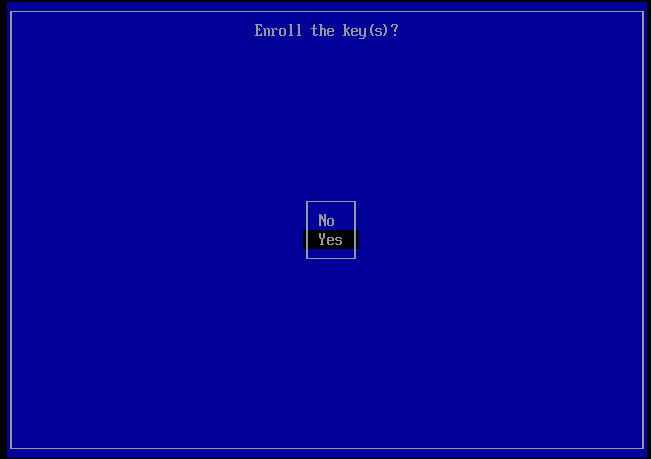 Enroll the key(s)?
No
Yes